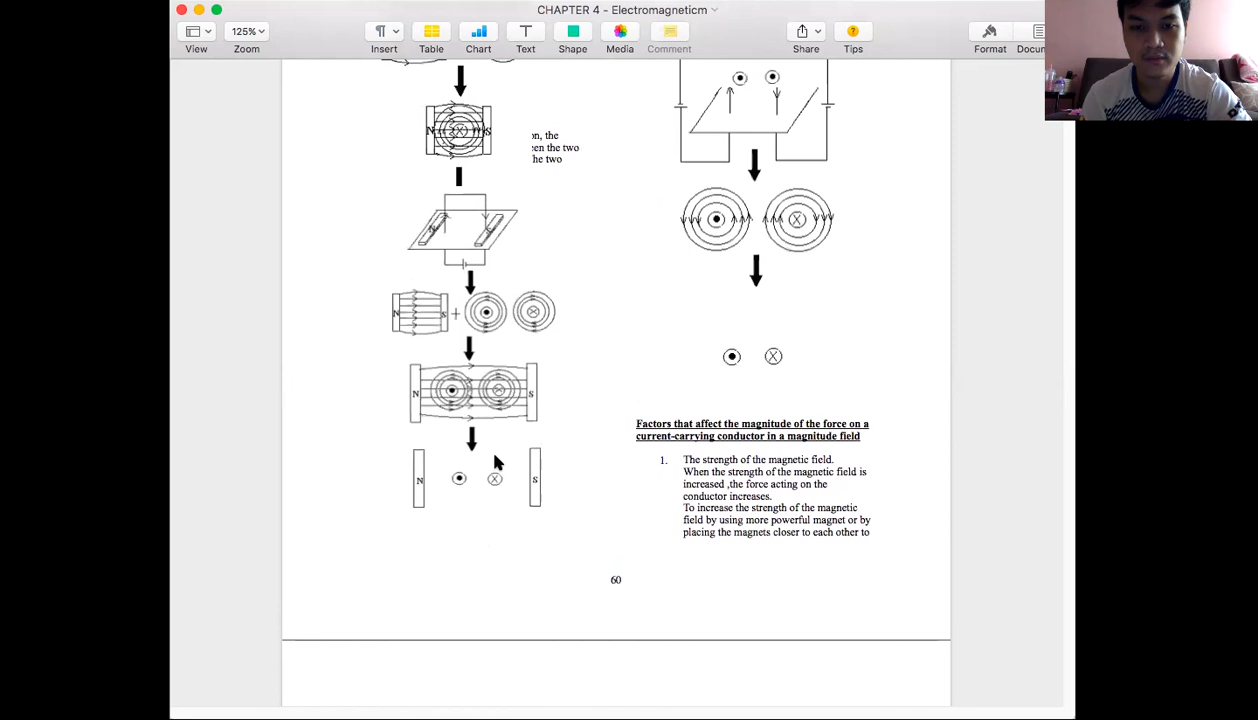 CHAPTER 4 - Electromagneticm
125%
View
Zoom
Insert
Table
Chart
Text
Shape
Media
Comment
Share
Tips
Format
Docum
on, the
een the two
he two
N X S
N S + X
N X S
N X S
X
X
Factors that affect the magnitude of the force on a
current-carrying conductor in a magnitude field
1. The strength of the magnetic field.
When the strength of the magnetic field is
increased ,the force acting on the
conductor increases.
To increase the strength of the magnetic
field by using more powerful magnet or by
placing the magnets closer to each other to
60